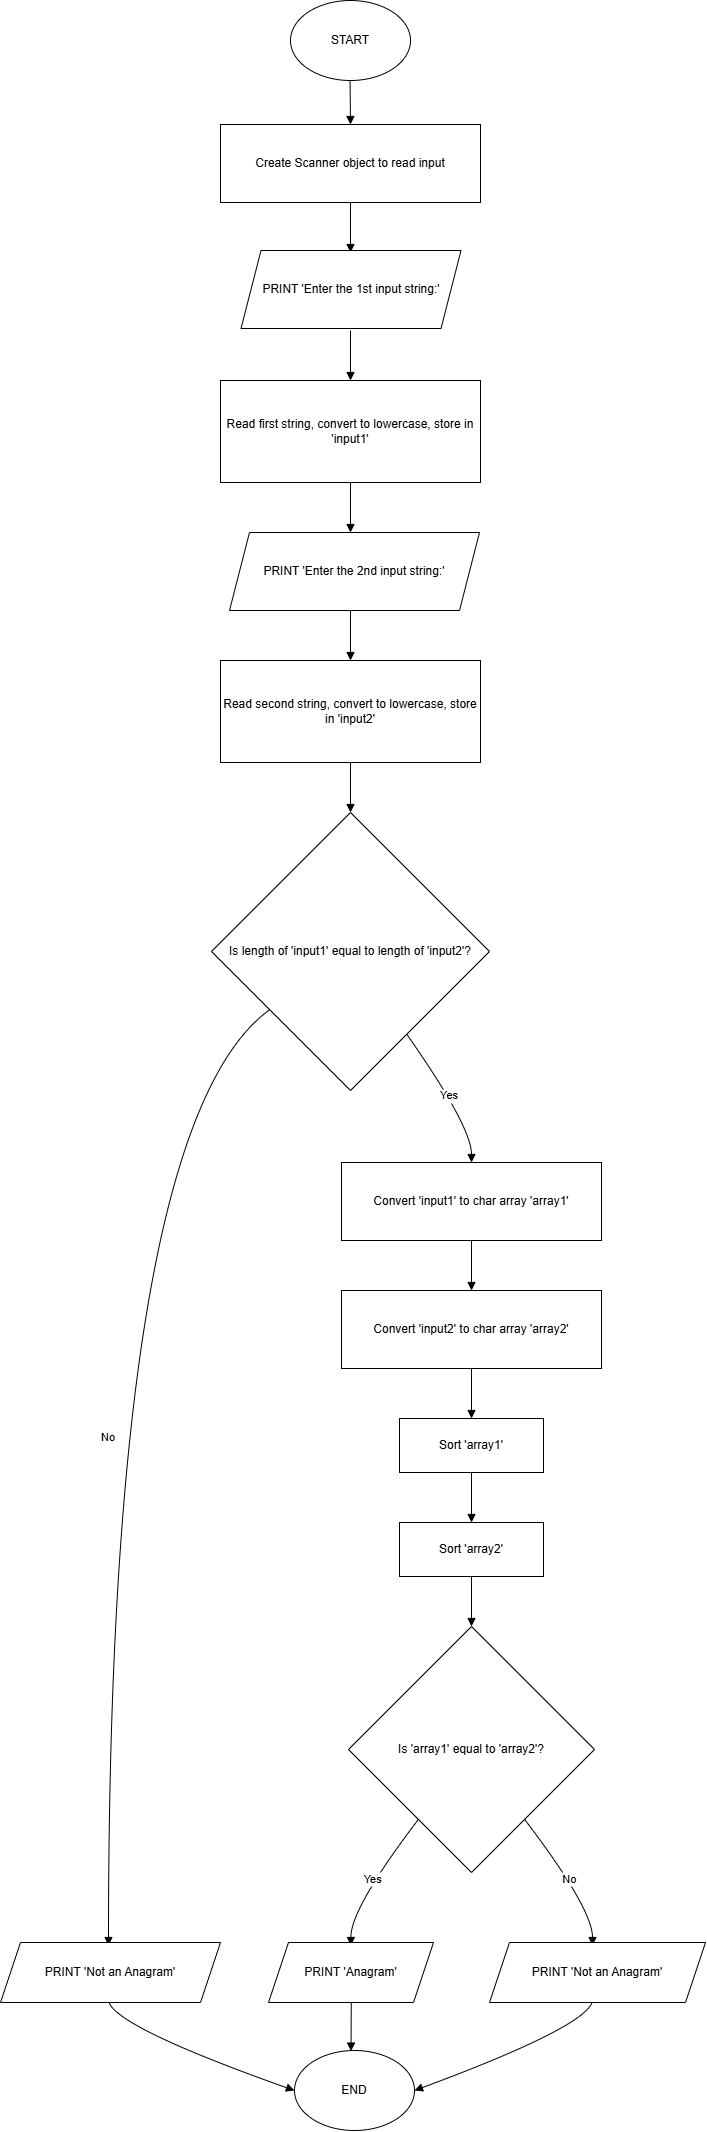 START
Create Scanner object to read input
PRINT 'Enter the 1st input string:'
Read first string, convert to lowercase, store in
'input1'
PRINT 'Enter the 2nd input string:'
Read second string, convert to lowercase, store
in 'input2'
Is length of 'input1' equal to length of 'input2'?
Yes
Convert 'input1' to char array 'array1'
Convert 'input2' to char array 'array2'
No
Sort 'array1'
Sort 'array2'
Is 'array1' equal to 'array2'?
Yes
No
PRINT 'Not an Anagram'
PRINT 'Anagram'
PRINT 'Not an Anagram'
END